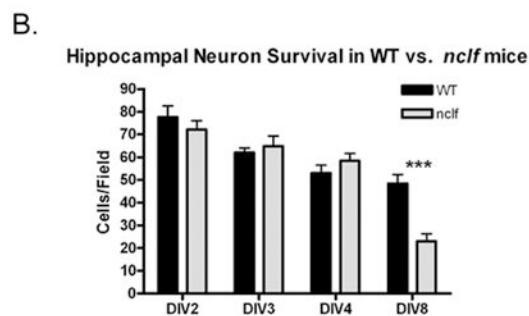 B.
Hippocampal Neuron Survival in WT vs. nclf mice
WT
nclf
90
80
70
60
50
40
30
20
10
0
Cells/Field
***
DIV2 DIV3 DIV4 DIV8